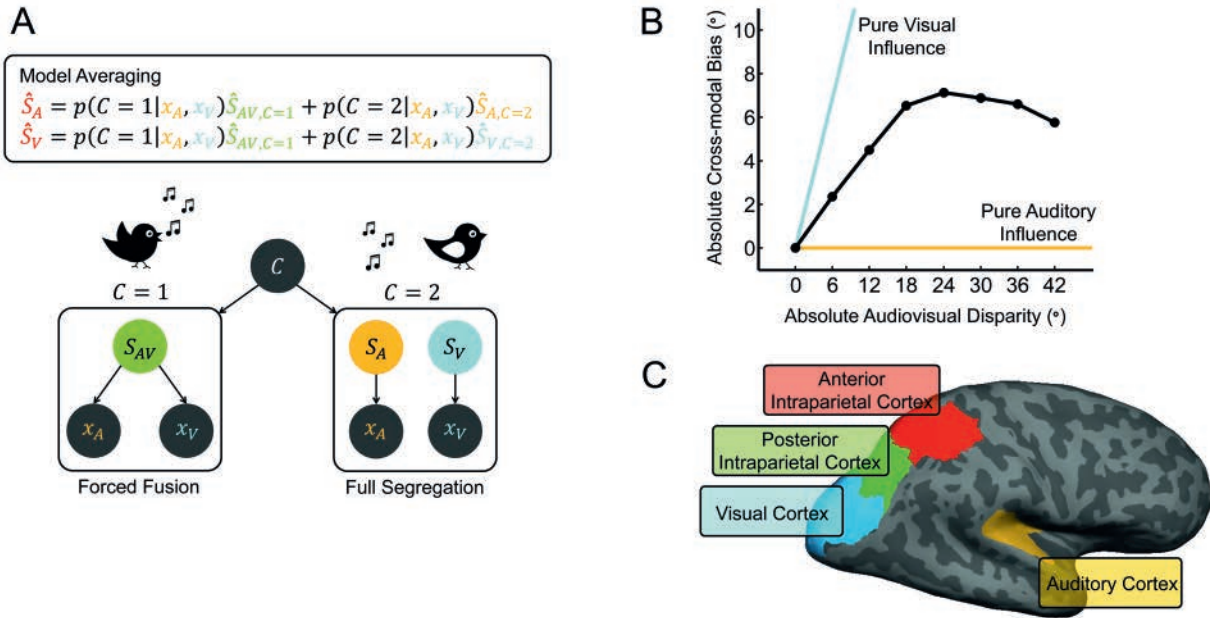 A
Model Averaging
Ŝ_A = p(C = 1|x_A, x_V)Ŝ_AV,C=1 + p(C = 2|x_A, x_V)Ŝ_A,C=2
Ŝ_V = p(C = 1|x_A, x_V)Ŝ_AV,C=1 + p(C = 2|x_A, x_V)Ŝ_V,C=2
C
C = 1
C = 2
S_AV
x_A
x_V
S_A
S_V
x_A
x_V
Forced Fusion
Full Segregation
B
Absolute Cross-modal Bias (°)
10
8
6
4
2
0
Pure Visual
Influence
Pure Auditory
Influence
0 6 12 18 24 30 36 42
Absolute Audiovisual Disparity (°)
C
Anterior
Intraparietal Cortex
Posterior
Intraparietal Cortex
Visual Cortex
Auditory Cortex